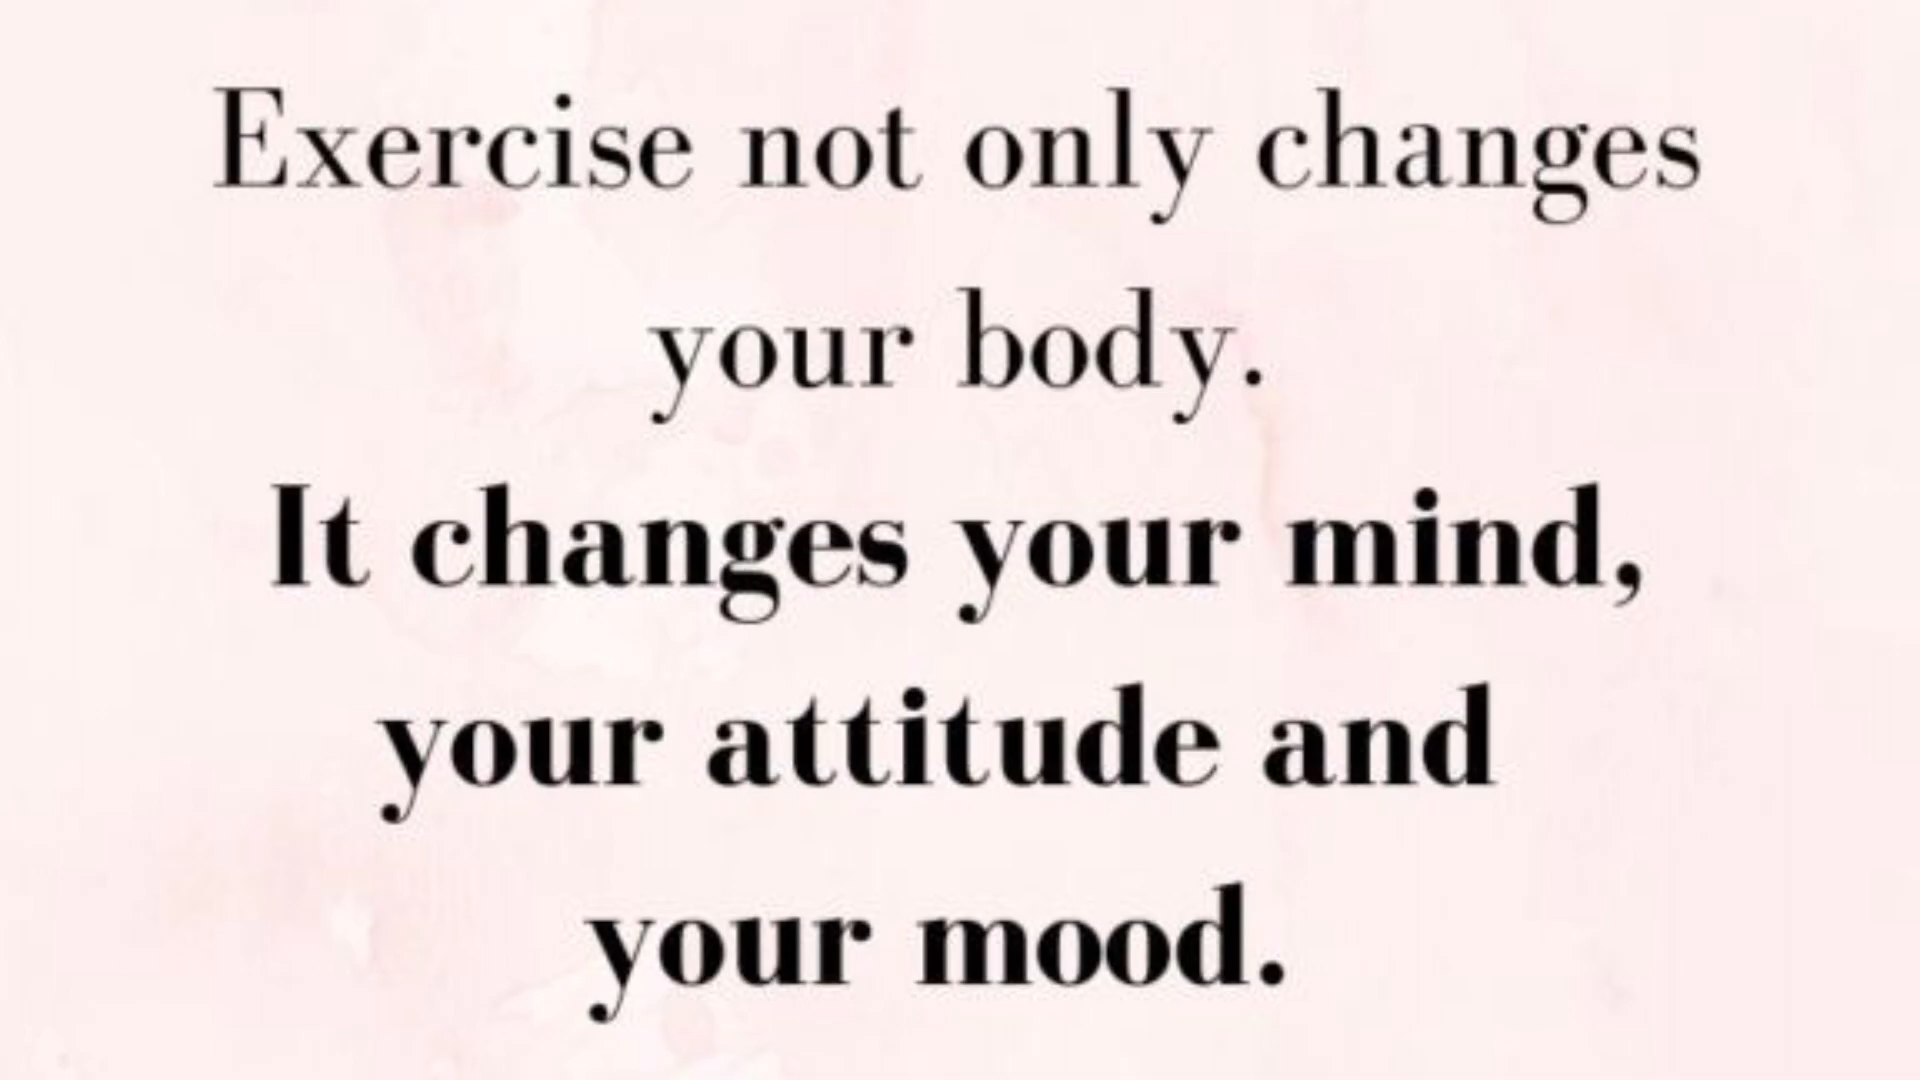 Exercise not only changes
your body.
It changes your mind,
your attitude and
your mood.